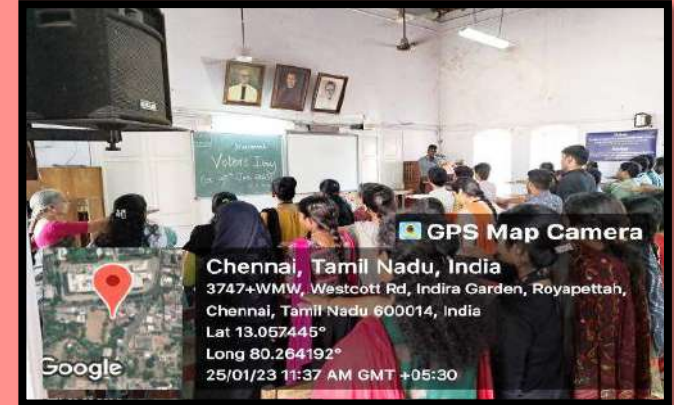 National
Voters Day
GPS Map Camera
Chennai, Tamil Nadu, India
3747+WMW, Westcott Rd, Indira Garden, Royapettah,
Chennai, Tamil Nadu 600014, India
Lat 13.057445°
Long 80.264192°
25/01/23 11:37 AM GMT +05:30
Google